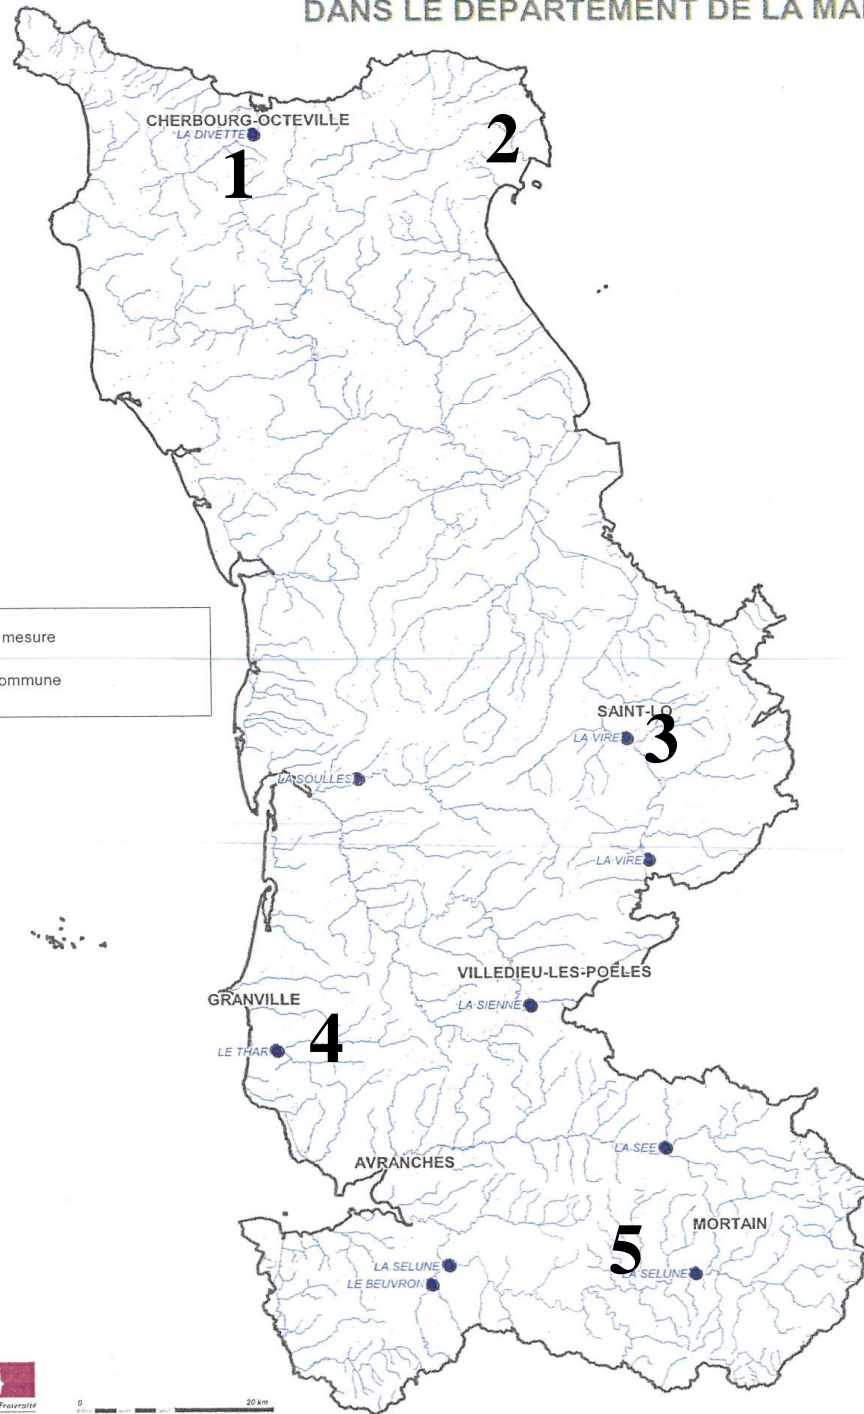 DANS LE DEPARTEMENT DE LA MA
CHERBOURG-OCTEVILLE
LA DIVETTE
1
2
mesure
ommune
SAINT-LO
LA VIRE
3
LA SOULLES
LA VIRE
VILLEDIEU-LES-POËLES
LA SIENNE
GRANVILLE
LE THAR
4
LA SEE
AVRANCHES
MORTAIN
5
LA SELUNE
LA SELUNE
LE BEUVRON
Fraternité
0
20 km